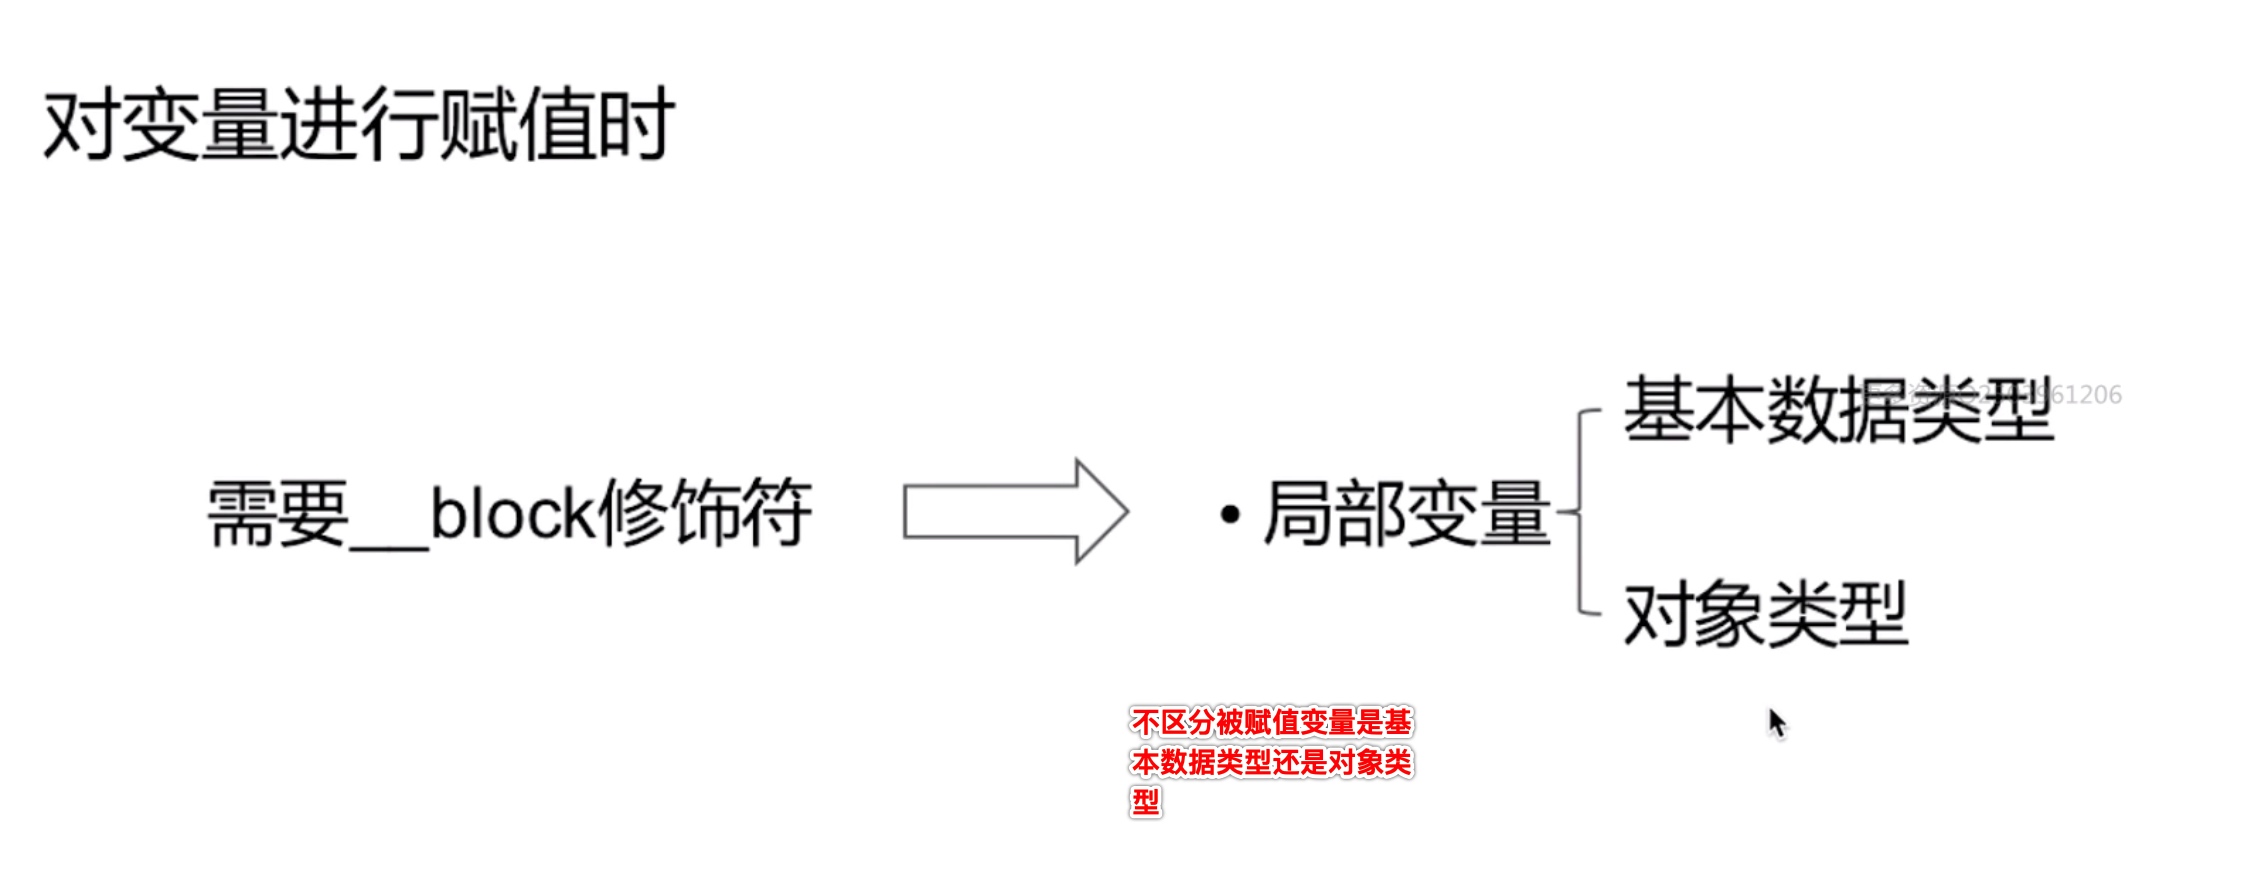 对变量进行赋值时
基本数据类型
961206
需要__block修饰符
• 局部变量
对象类型
不区分被赋值变量是基
本数据类型还是对象类
型